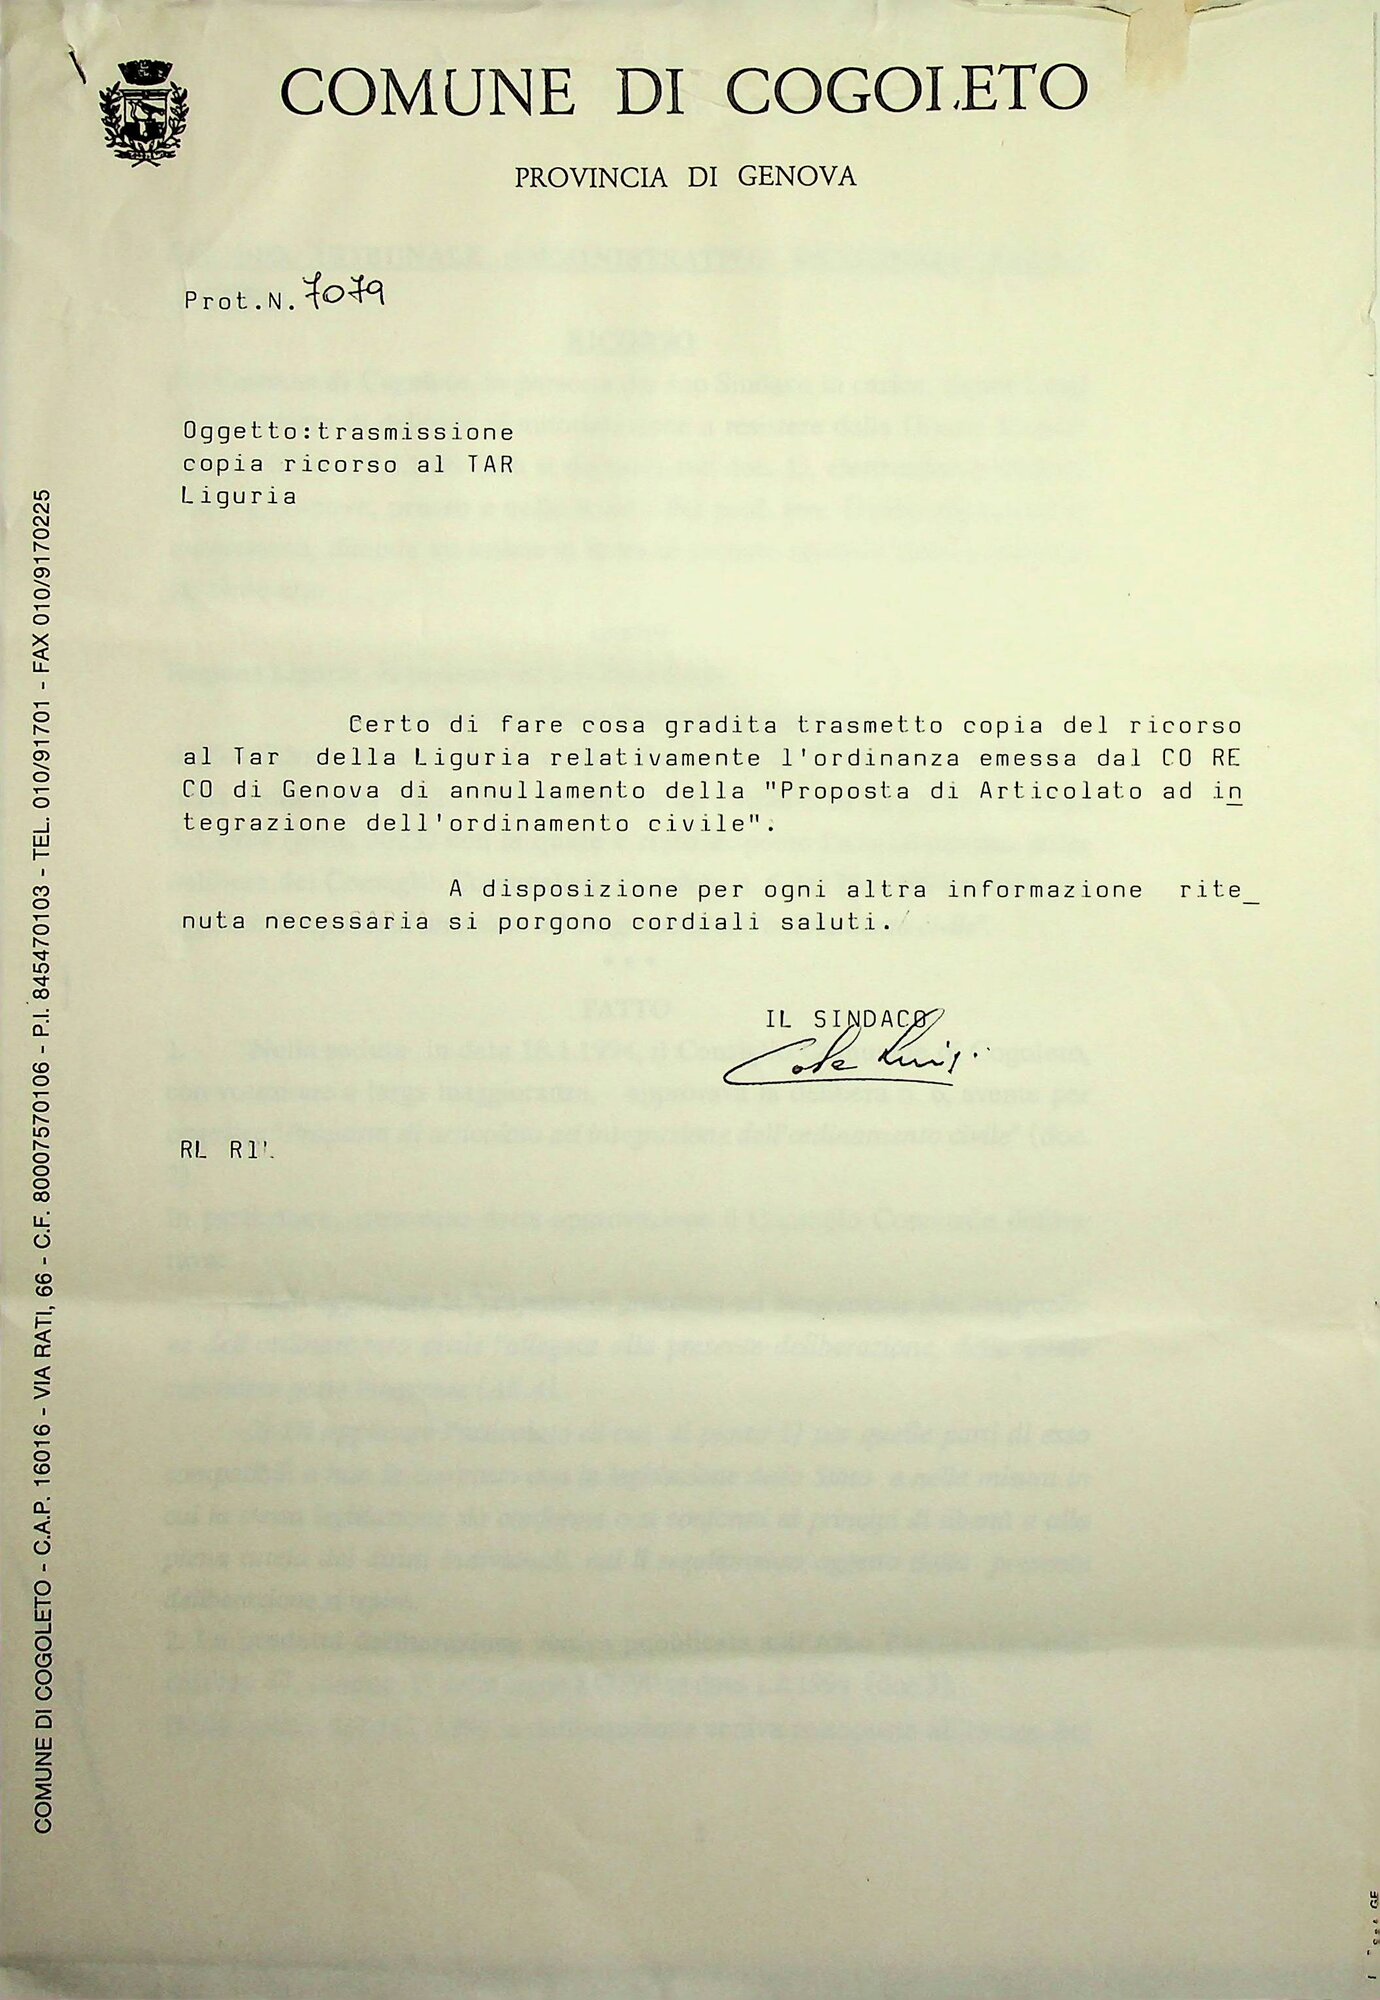 COMUNE DI COGOLETO
PROVINCIA DI GENOVA
Prot.N. 7079
Oggetto:trasmissione
copia ricorso al TAR
Liguria
Certo di fare cosa gradita trasmetto copia del ricorso
al Tar della Liguria relativamente l'ordinanza emessa dal CO RE
CO di Genova di annullamento della "Proposta di Articolato ad in
tegrazione dell'ordinamento civile".
A disposizione per ogni altra informazione rite_
nuta necessaria si porgono cordiali saluti.
IL SINDACO
Cola Luigi
RL
COMUNE DI COGOLETO - C.A.P. 16016 - VIA RATI, 66 - C.F. 80007570106 - P.I. 845470103 - TEL. 010/91701 - FAX 010/9170225